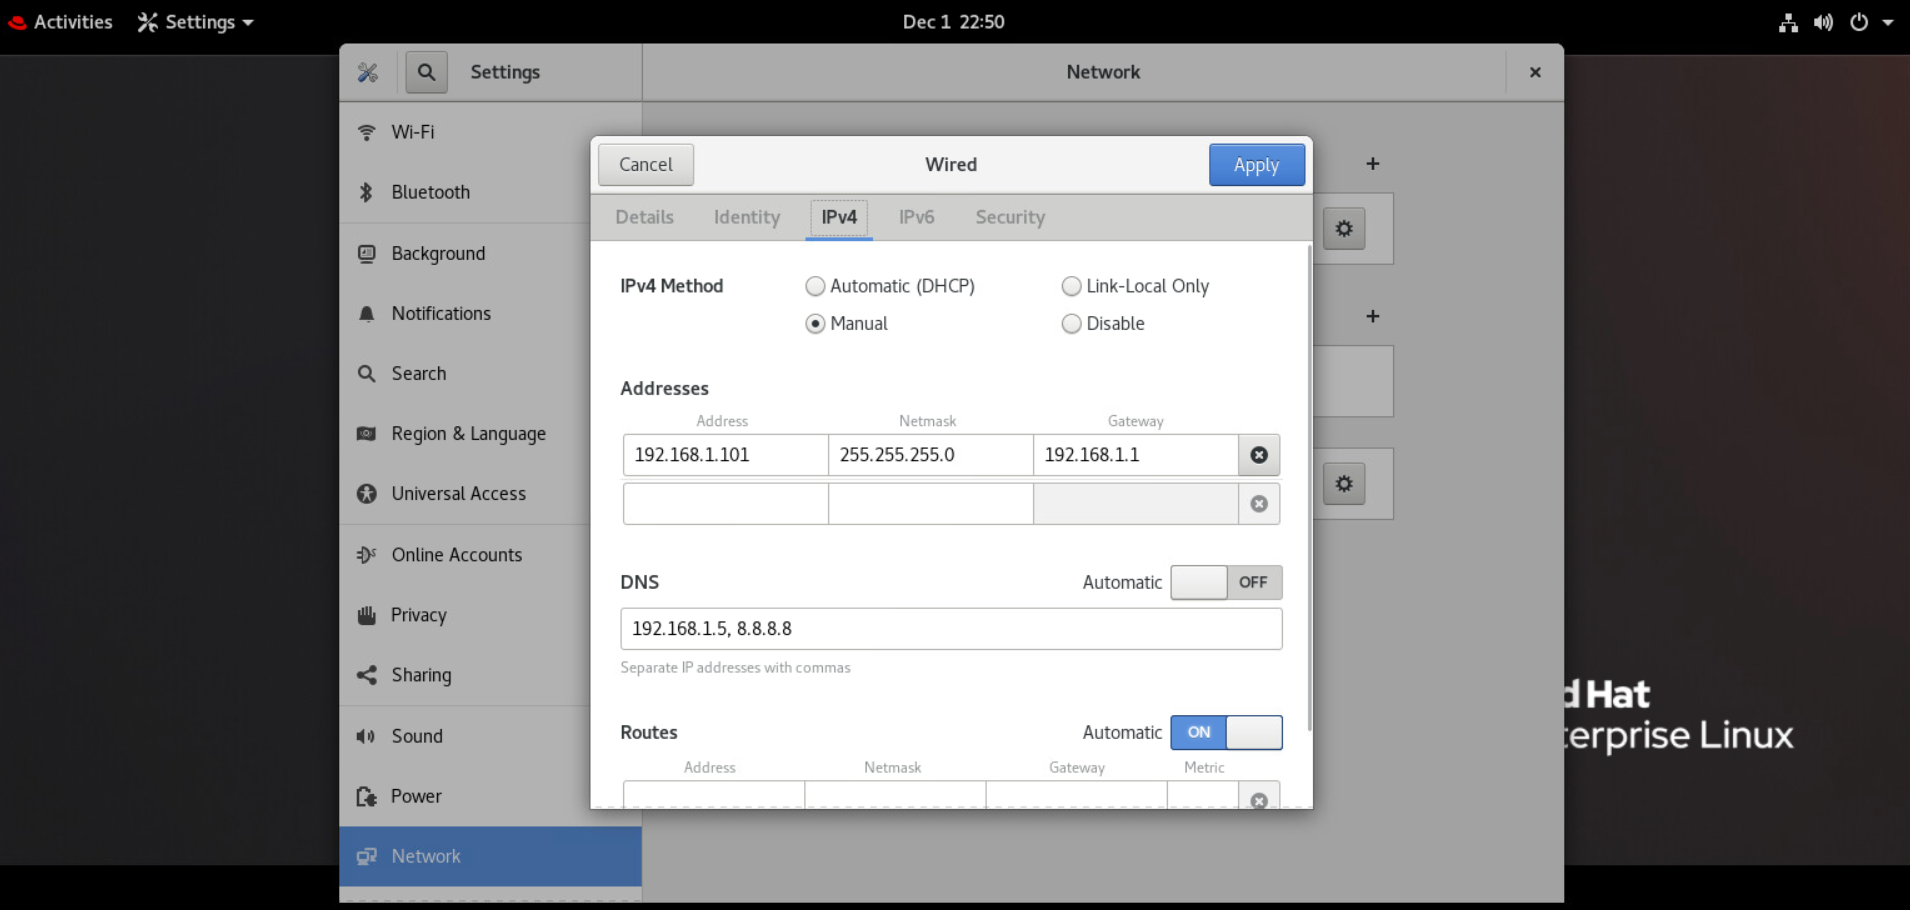 Activities Settings Dec 1 22:50
Settings Network
Wi-Fi
Bluetooth
Background
Notifications
Search
Region & Language
Universal Access
Online Accounts
Privacy
Sharing
Sound
Power
Network
Cancel Wired Apply
Details Identity IPv4 IPv6 Security
IPv4 Method Automatic (DHCP) Link-Local Only
Manual Disable
Addresses
Address Netmask Gateway
192.168.1.101 255.255.255.0 192.168.1.1
DNS Automatic OFF
192.168.1.5, 8.8.8.8
Separate IP addresses with commas
Routes Automatic ON
Address Netmask Gateway Metric
d Hat
terprise Linux